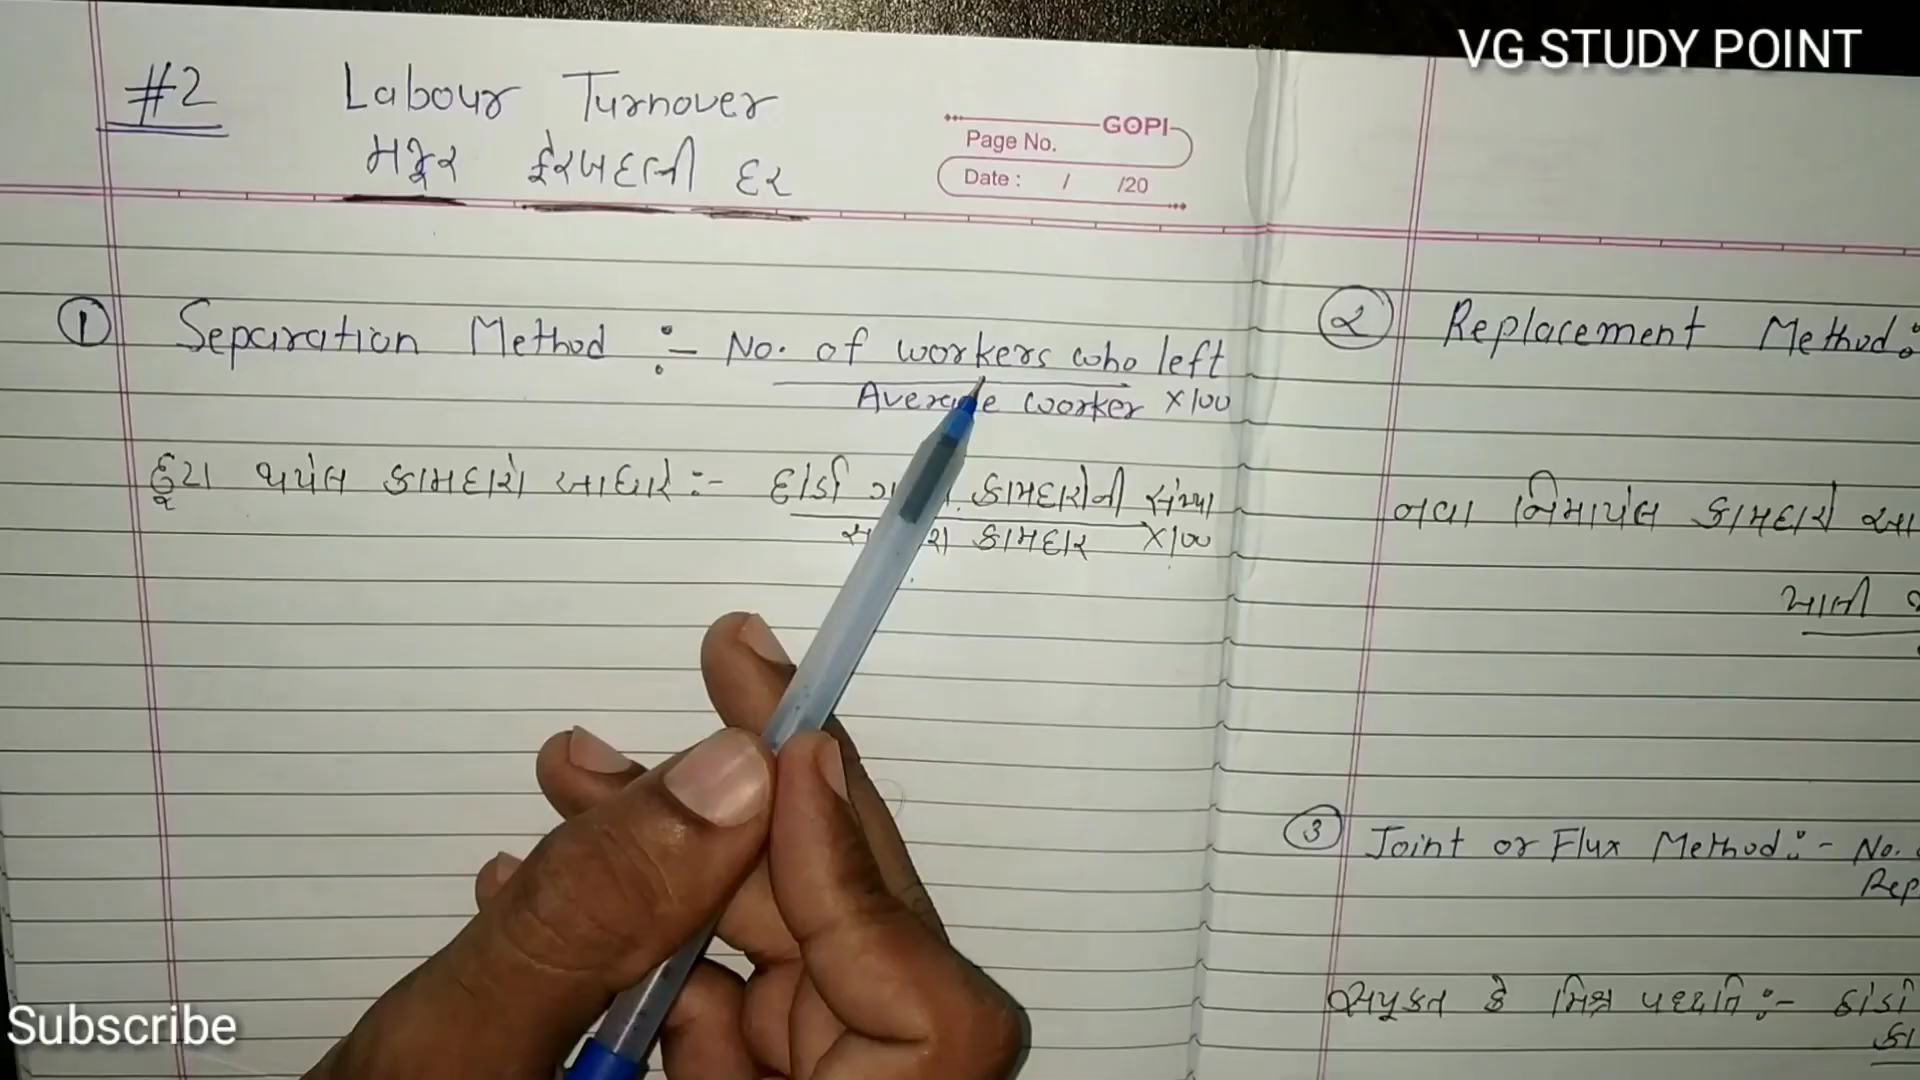 VG STUDY POINT
#2 Labour Turnover
મજૂર ફેરબદલી દર
GOPI
Page No.
Date : / /20
① Separation Method :- No. of workers who left
Average worker ×100
છૂટા થયેલ કામદારો આધારે :- કામદારોની સંખ્યા
કામદાર ×100
② Replacement Method :
નવા નિમાયેલ કામદારો
ખાલી
③ Joint or Flux Method :- No.
Rep
સંયુક્ત કે મિશ્ર પદ્ધતિ :-
Subscribe